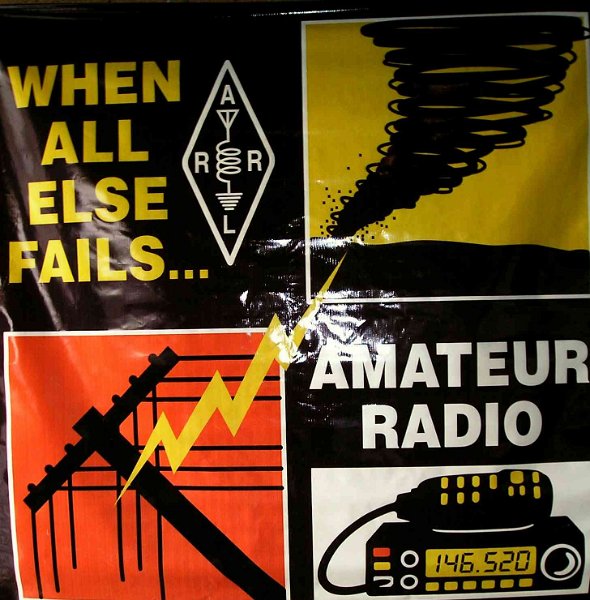 WHEN
ALL
ELSE
FAILS...
A
R R
L
AMATEUR
RADIO
146.520